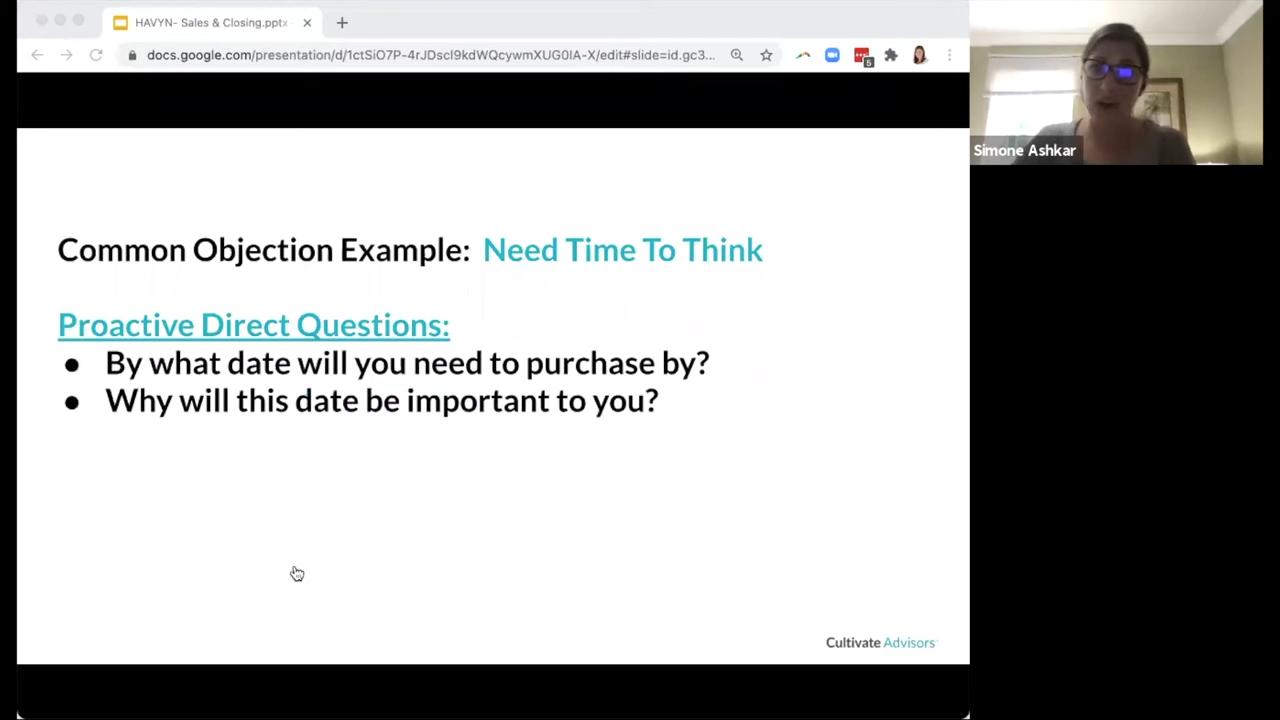 HAVYN- Sales & Closing.pptx
docs.google.com/presentation/d/1ctSiO7P-4rJDscI9kdWQcywmXUG0IA-X/edit#slide=id.gc3...
5
Simone Ashkar
Common Objection Example: Need Time To Think
Proactive Direct Questions:
● By what date will you need to purchase by?
● Why will this date be important to you?
Cultivate Advisors